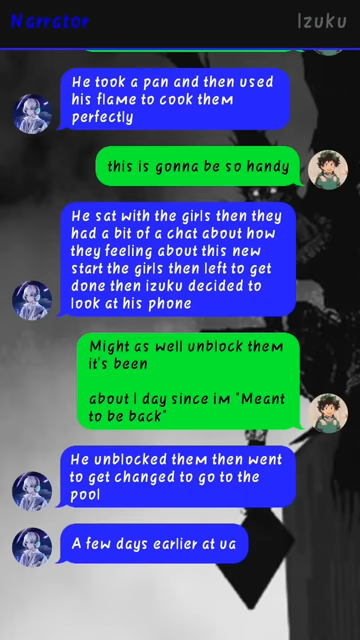 Narrator
Izuku
He took a pan and then used
his flame to cook them
perfectly
this is gonna be so handy
He sat with the girls then they
had a bit of a chat about how
they feeling about this new
start the girls then left to get
done then izuku decided to
look at his phone
Might as well unblock them
it's been
about 1 day since im "Meant
to be back"
He unblocked them then went
to get changed to go to the
pool
A few days earlier at ua